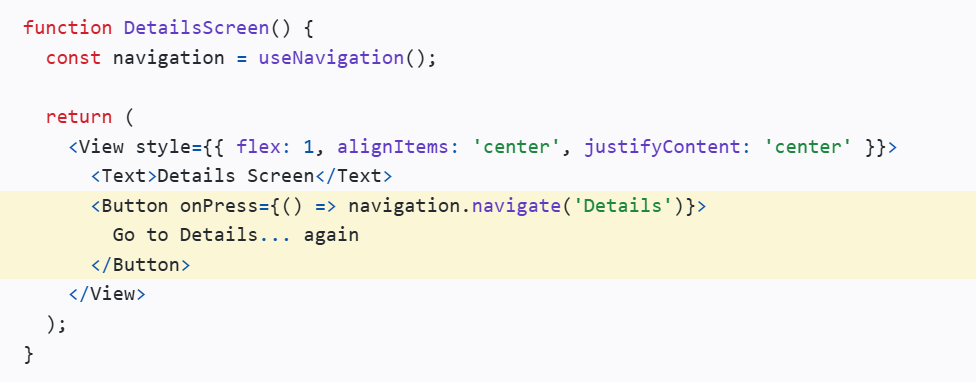 function DetailsScreen() {
  const navigation = useNavigation();

  return (
    <View style={{ flex: 1, alignItems: 'center', justifyContent: 'center' }}>
      <Text>Details Screen</Text>
      <Button onPress={() => navigation.navigate('Details')}>
        Go to Details... again
      </Button>
    </View>
  );
}